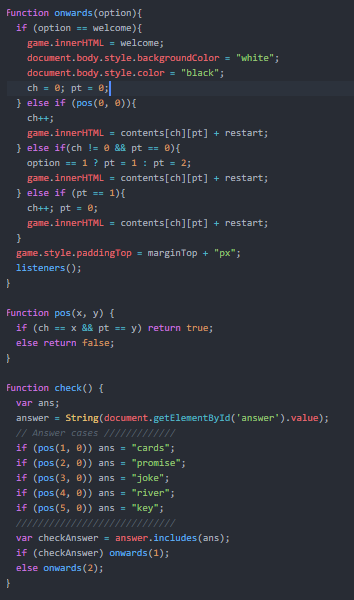 function onwards(option){
  if (option == welcome){
    game.innerHTML = welcome;
    document.body.style.backgroundColor = "white";
    document.body.style.color = "black";
    ch = 0; pt = 0;
  } else if (pos(0, 0)){
    ch++;
    game.innerHTML = contents[ch][pt] + restart;
  } else if(ch != 0 && pt == 0){
    option == 1 ? pt = 1 : pt = 2;
    game.innerHTML = contents[ch][pt] + restart;
  } else if (pt == 1){
    ch++; pt = 0;
    game.innerHTML = contents[ch][pt] + restart;
  }
  game.style.paddingTop = marginTop + "px";
  listeners();
}

function pos(x, y) {
  if (ch == x && pt == y) return true;
  else return false;
}

function check() {
  var ans;
  answer = String(document.getElementById('answer').value);
  // Answer cases /////////////
  if (pos(1, 0)) ans = "cards";
  if (pos(2, 0)) ans = "promise";
  if (pos(3, 0)) ans = "joke";
  if (pos(4, 0)) ans = "river";
  if (pos(5, 0)) ans = "key";
  //////////////////////////////
  var checkAnswer = answer.includes(ans);
  if (checkAnswer) onwards(1);
  else onwards(2);
}